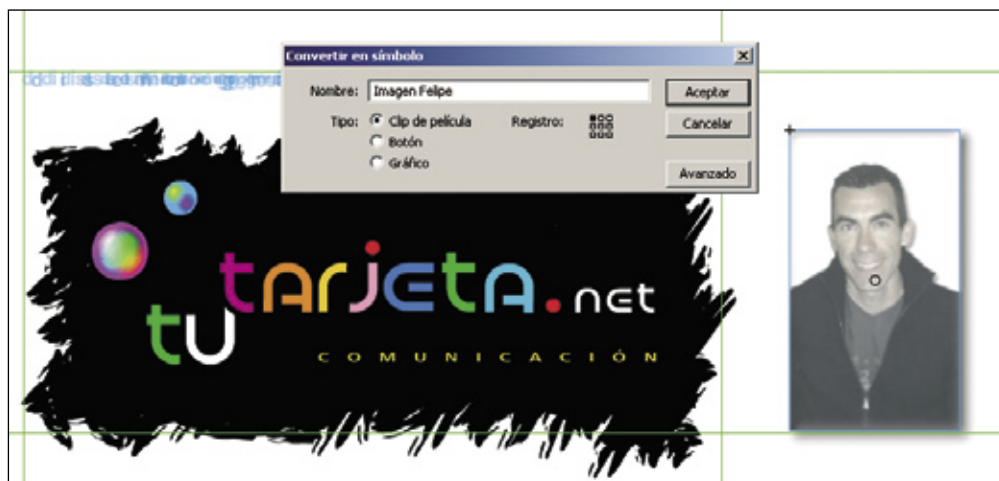 Convertir en símbolo
Nombre: Imagen Felipe
Aceptar
Tipo: Clip de película
Registro:
Cancelar
Botón
Gráfico
Avanzado
tarjeta.net
tu
COMUNICACIÓN